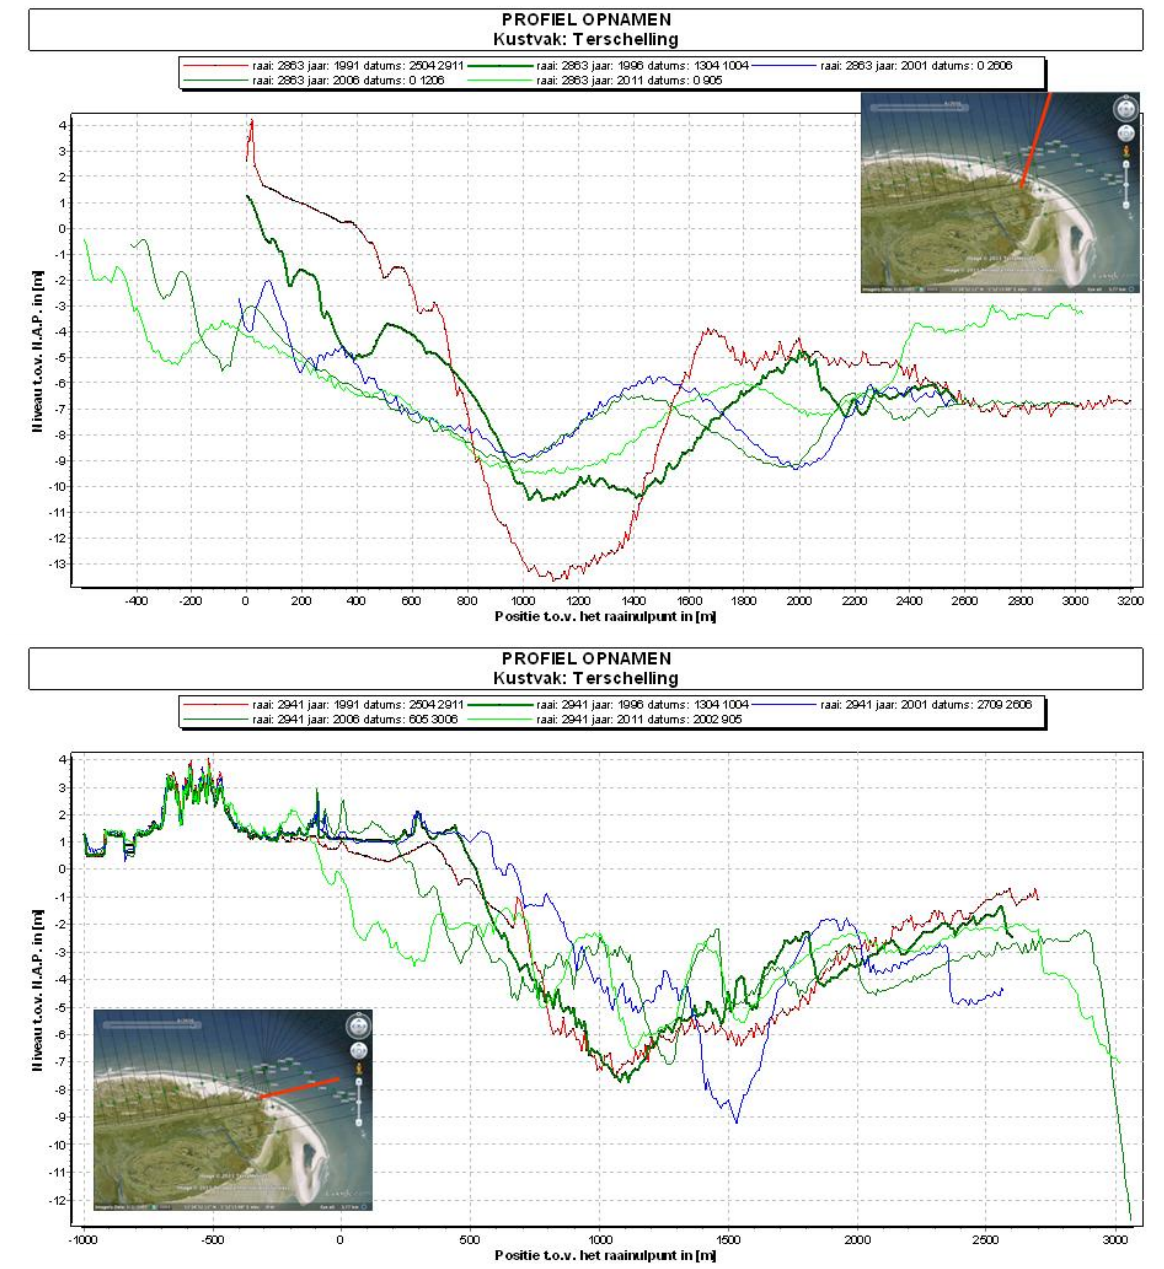 PROFIEL OPNAMEN
Kustvak: Terschelling
raai: 2863 jaar: 1991 datums: 2504 2911 raai: 2863 jaar: 1996 datums: 1304 1004 raai: 2863 jaar: 2001 datums: 0 2606
raai: 2863 jaar: 2006 datums: 0 1206 raai: 2863 jaar: 2011 datums: 0 905
Niveau t.o.v. N.A.P. in [m]
4
3
2
1
0
-1
-2
-3
-4
-5
-6
-7
-8
-9
-10
-11
-12
-13
-400 -200 0 200 400 600 800 1000 1200 1400 1600 1800 2000 2200 2400 2600 2800 3000 3200
Positie t.o.v. het raainulpunt in [m]
PROFIEL OPNAMEN
Kustvak: Terschelling
raai: 2941 jaar: 1991 datums: 2504 2911 raai: 2941 jaar: 1996 datums: 1304 1004 raai: 2941 jaar: 2001 datums: 2709 2606
raai: 2941 jaar: 2006 datums: 605 3006 raai: 2941 jaar: 2011 datums: 2002 905
Niveau t.o.v. N.A.P. in [m]
4
3
2
1
0
-1
-2
-3
-4
-5
-6
-7
-8
-9
-10
-11
-12
-1000 -500 0 500 1000 1500 2000 2500 3000
Positie t.o.v. het raainulpunt in [m]